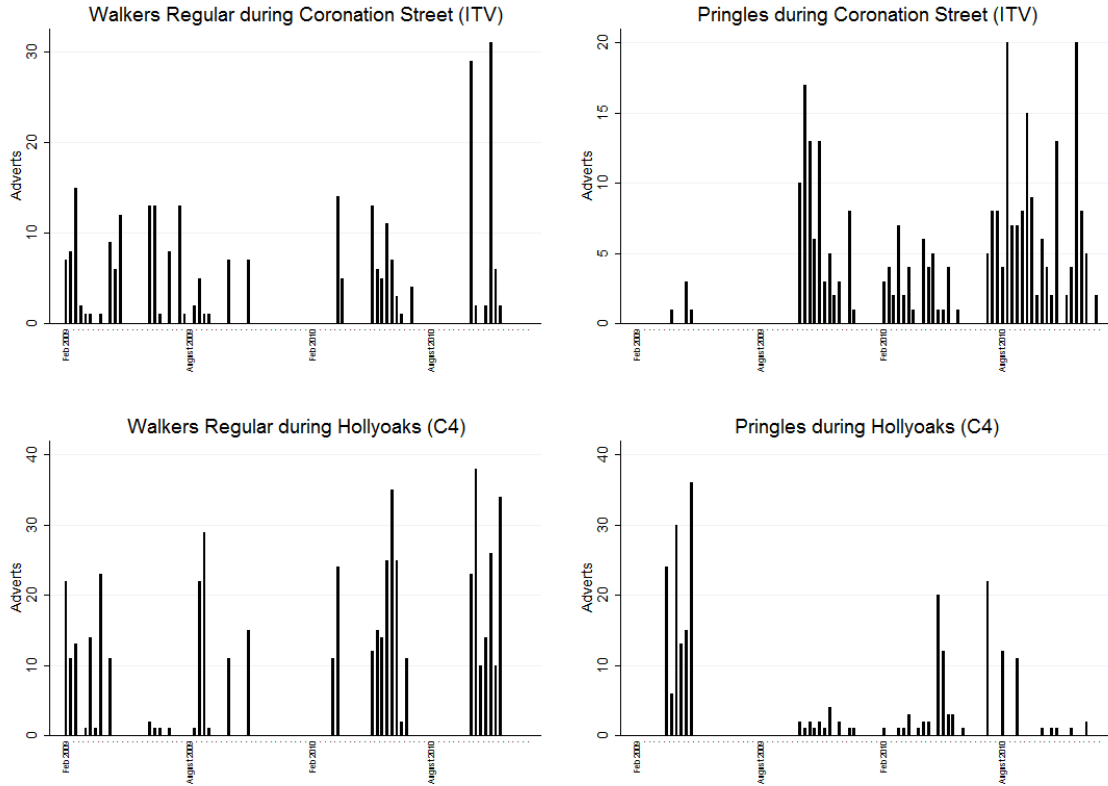 Walkers Regular during Coronation Street (ITV)
Adverts
30
20
10
0
Feb 2009
August 2009
Feb 2010
August 2010
Pringles during Coronation Street (ITV)
Adverts
20
15
10
5
0
Feb 2009
August 2009
Feb 2010
August 2010
Walkers Regular during Hollyoaks (C4)
Adverts
40
30
20
10
0
Feb 2009
August 2009
Feb 2010
August 2010
Pringles during Hollyoaks (C4)
Adverts
40
30
20
10
0
Feb 2009
August 2009
Feb 2010
August 2010